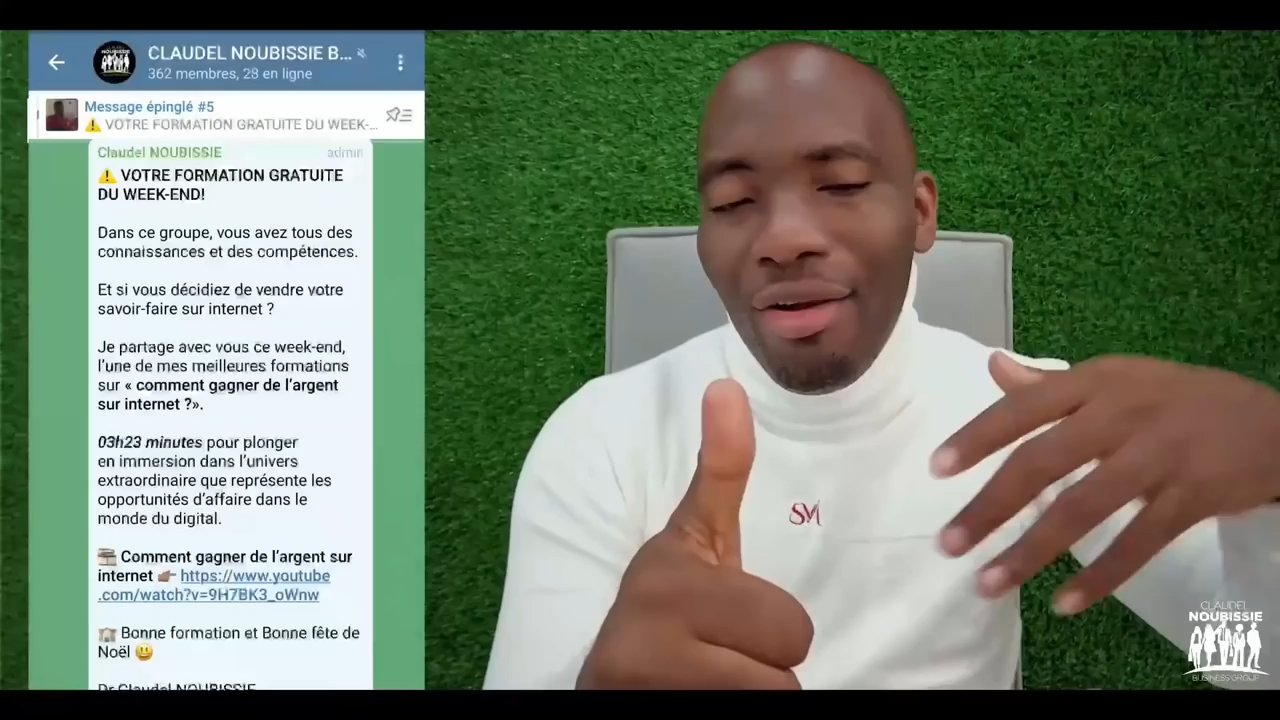 CLAUDEL NOUBISSIE B...
362 membres, 28 en ligne
Message épinglé #5
⚠️ VOTRE FORMATION GRATUITE DU WEEK-...
Claudel NOUBISSIE admin
⚠️ VOTRE FORMATION GRATUITE
DU WEEK-END!
Dans ce groupe, vous avez tous des
connaissances et des compétences.
Et si vous décidiez de vendre votre
savoir-faire sur internet ?
Je partage avec vous ce week-end,
l'une de mes meilleures formations
sur « comment gagner de l'argent
sur internet ?».
03h23 minutes pour plonger
en immersion dans l'univers
extraordinaire que représente les
opportunités d'affaire dans le
monde du digital.
Comment gagner de l'argent sur
internet https://www.youtube
.com/watch?v=9H7BK3_oWnw
Bonne formation et Bonne fête de
Noël 😃
Dr Claudel NOUBISSIE
SM
CLAUDEL
NOUBISSIE
BUSINESS GROUP